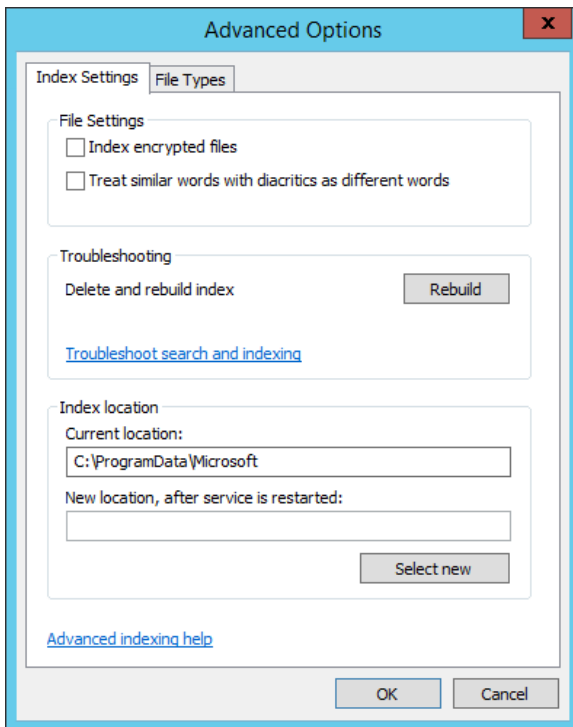 Advanced Options
x
Index Settings File Types
File Settings
Index encrypted files
Treat similar words with diacritics as different words
Troubleshooting
Delete and rebuild index Rebuild
Troubleshoot search and indexing
Index location
Current location:
C:\ProgramData\Microsoft
New location, after service is restarted:
Select new
Advanced indexing help
OK Cancel